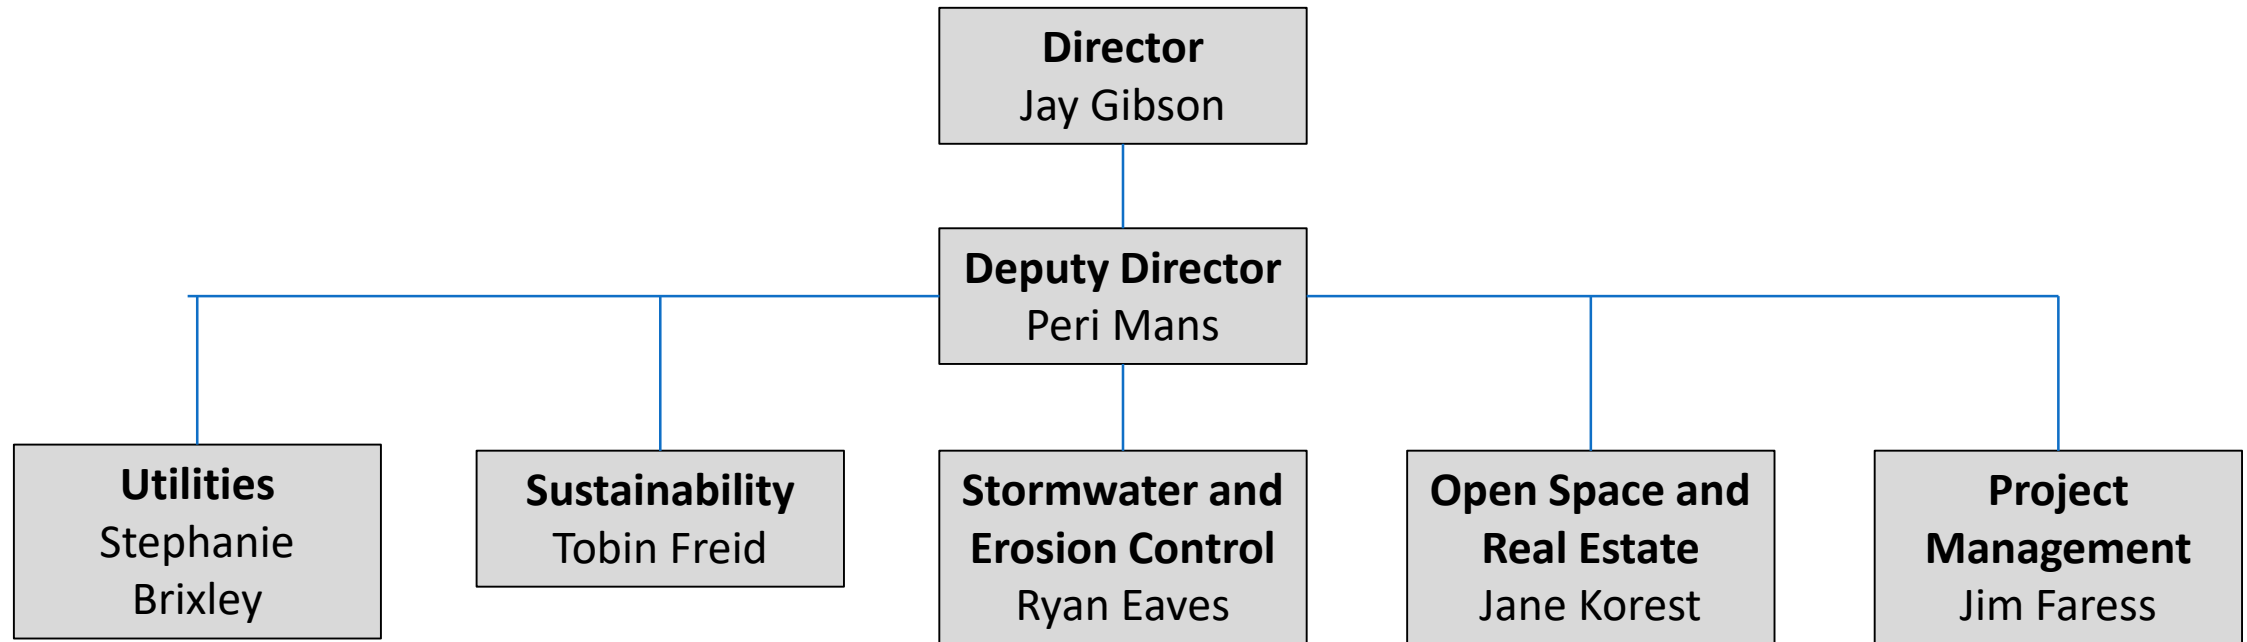 Director
Jay Gibson
Deputy Director
Peri Mans
Utilities
Stephanie
Brixley
Sustainability
Tobin Freid
Stormwater and
Erosion Control
Ryan Eaves
Open Space and
Real Estate
Jane Korest
Project
Management
Jim Faress